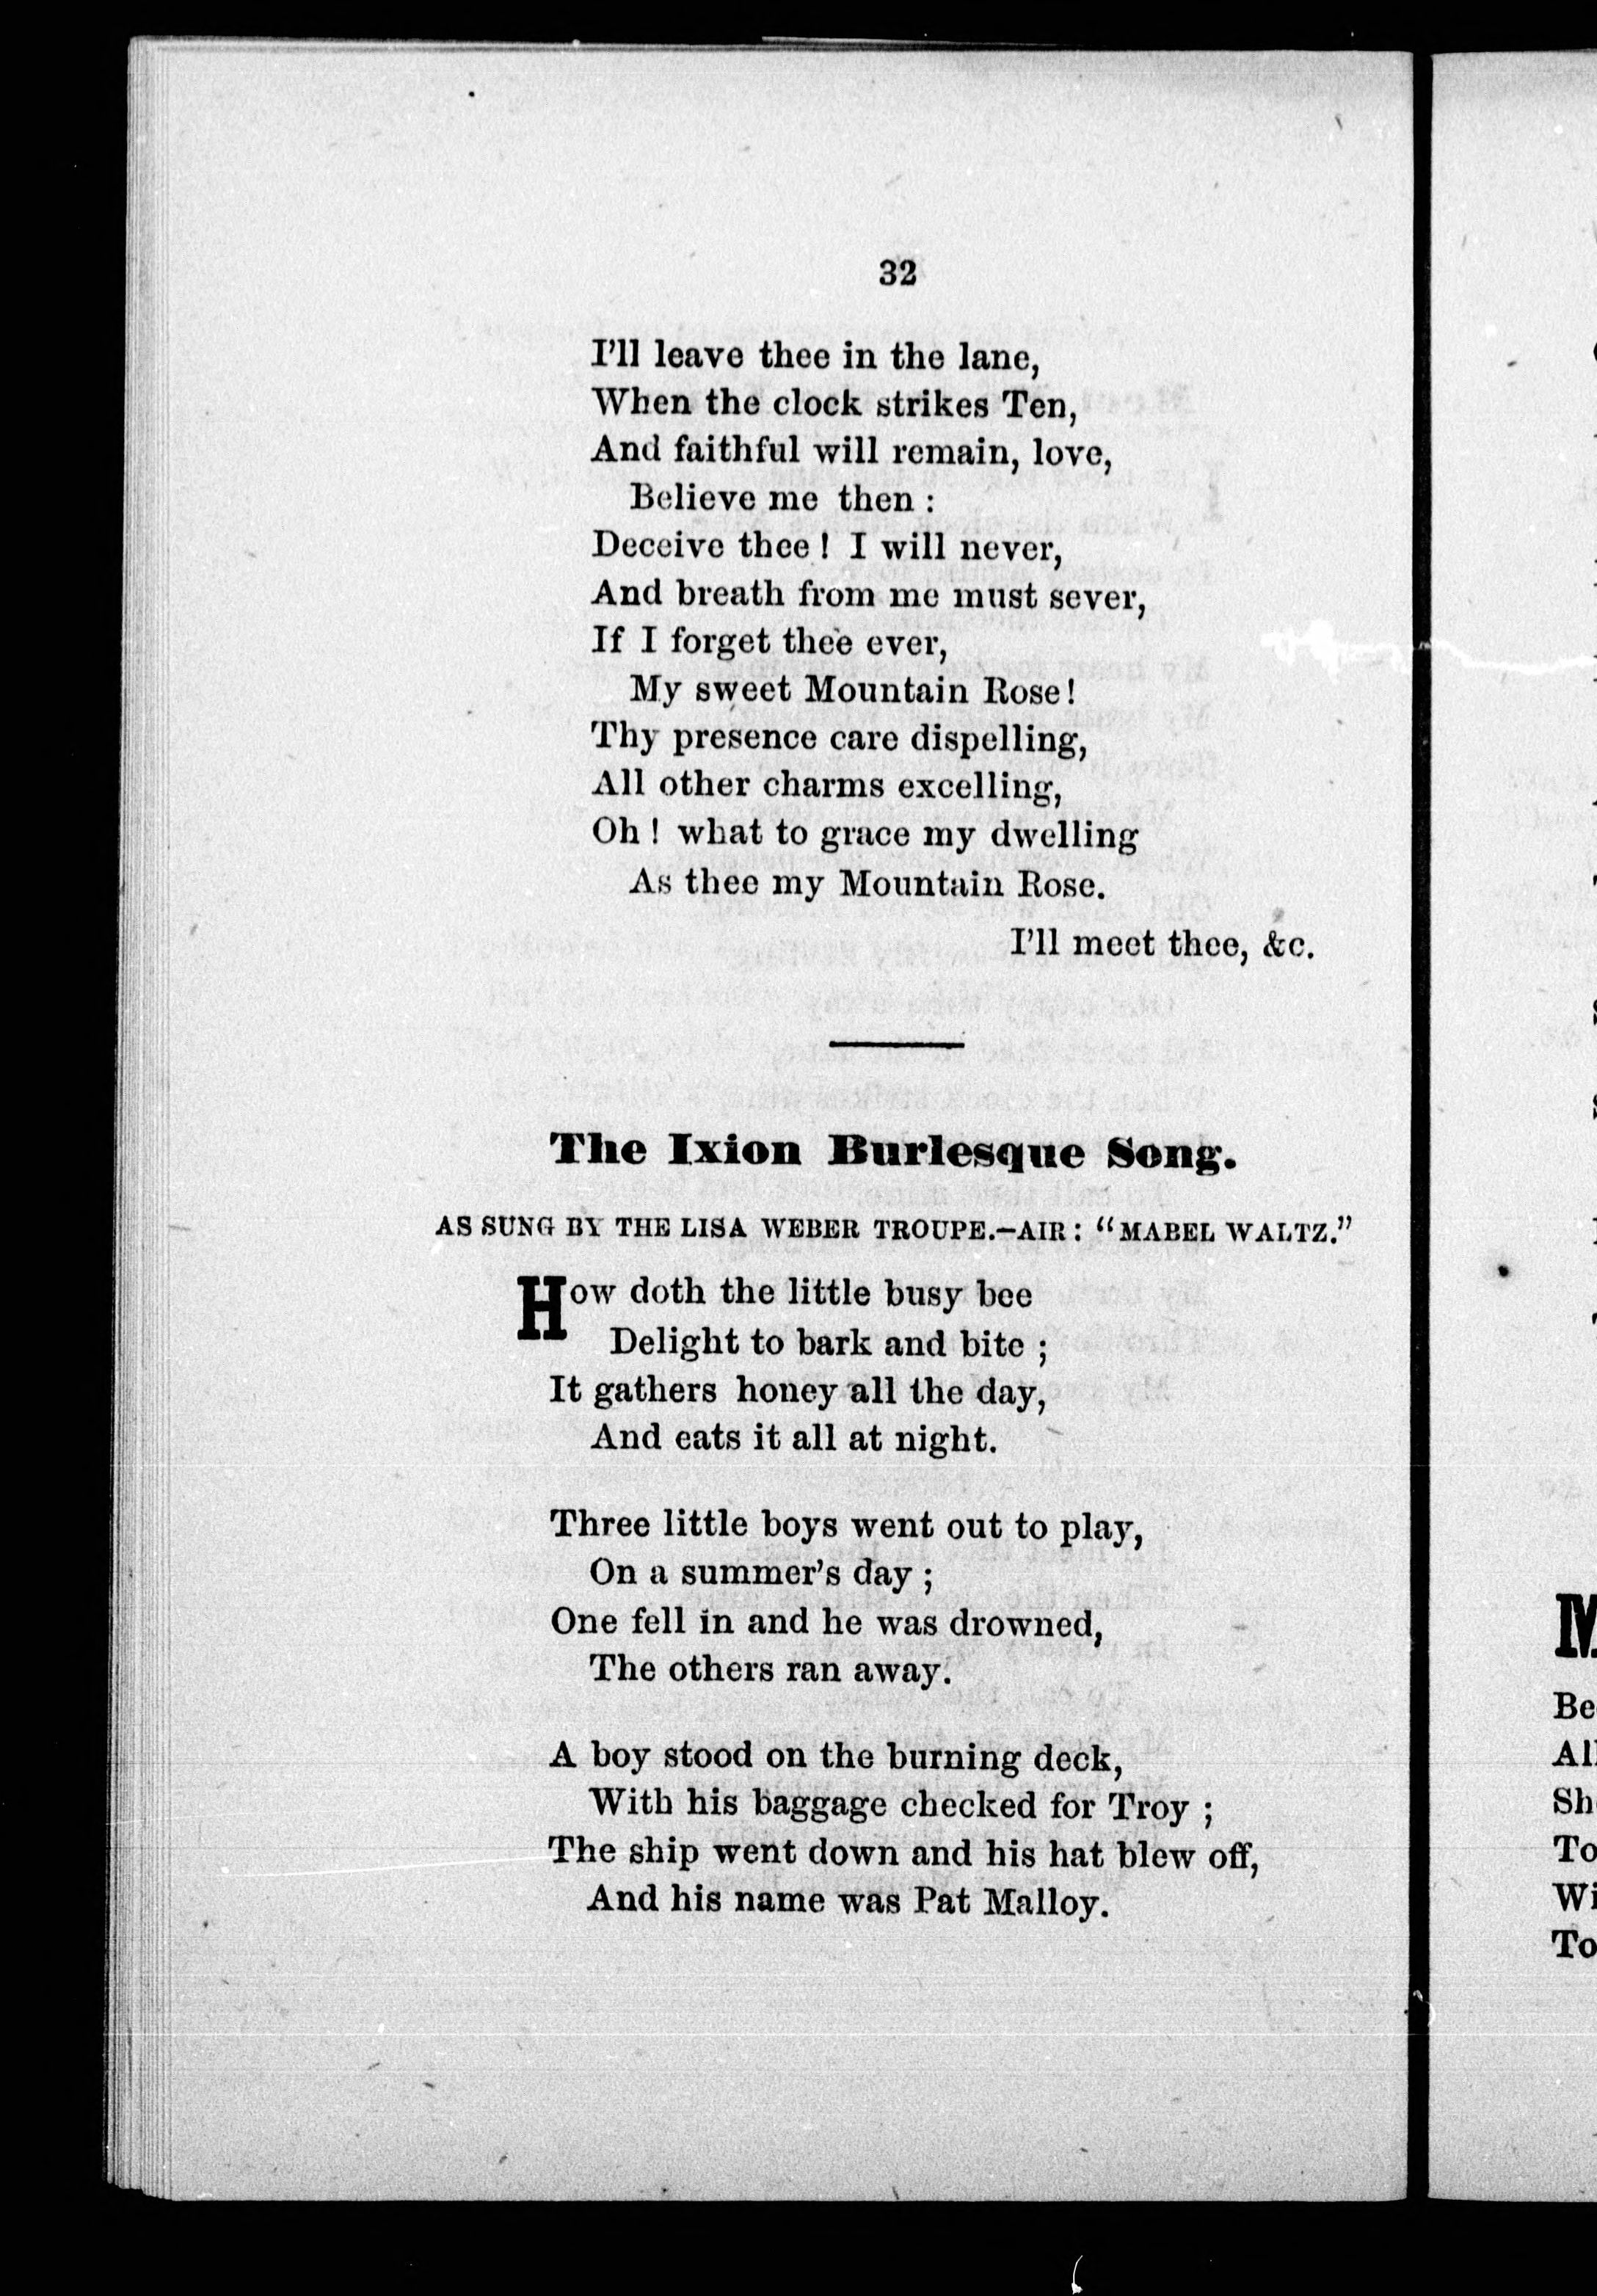 32
I'll leave thee in the lane,
When the clock strikes Ten,
And faithful will remain, love,
Believe me then :
Deceive thee ! I will never,
And breath from me must sever,
If I forget thee ever,
My sweet Mountain Rose!
Thy presence care dispelling,
All other charms excelling,
Oh ! what to grace my dwelling
As thee my Mountain Rose.
I'll meet thee, &c.
The Ixion Burlesque Song.
AS SUNG BY THE LISA WEBER TROUPE.—AIR: "MABEL WALTZ."
How doth the little busy bee
Delight to bark and bite ;
It gathers honey all the day,
And eats it all at night.
Three little boys went out to play,
On a summer's day ;
One fell in and he was drowned,
The others ran away.
A boy stood on the burning deck,
With his baggage checked for Troy ;
The ship went down and his hat blew off,
And his name was Pat Malloy.